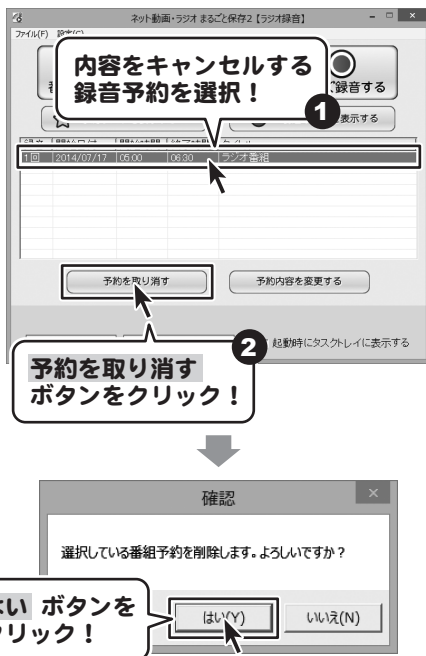 ネット動画・ラジオ まるごと保存2【ラジオ録音】
ファイル(F)
内容をキャンセルする
録音予約を選択！
録音する
1
表示する
1回 2014/07/17 05:00 06:30 ラジオ番組
予約を取り消す
予約内容を変更する
2
起動時にタスクトレイに表示する
予約を取り消す
ボタンをクリック！
確認
選択している番組予約を削除します。よろしいですか？
はい ボタンを
クリック！
はい(Y)
いいえ(N)